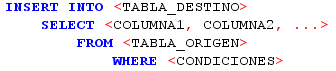 INSERT INTO <TABLA_DESTINO>
SELECT <COLUMNA1, COLUMNA2, ...>
FROM <TABLA_ORIGEN>
WHERE <CONDICIONES>